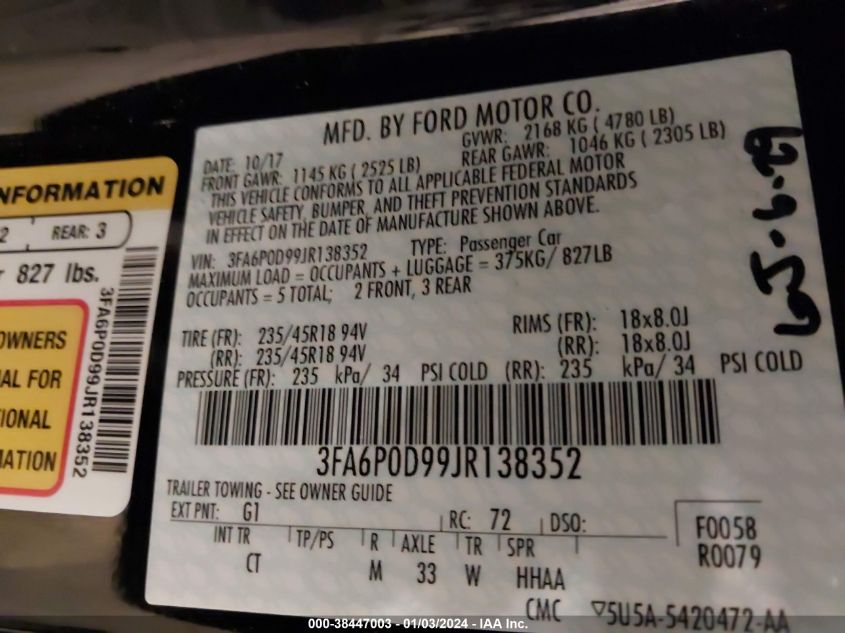 MFD. BY FORD MOTOR CO.
DATE: 10/17
GVWR: 2168 KG ( 4780 LB)
FRONT GAWR: 1145 KG ( 2525 LB)
REAR GAWR: 1046 KG ( 2305 LB)
THIS VEHICLE CONFORMS TO ALL APPLICABLE FEDERAL MOTOR
VEHICLE SAFETY, BUMPER, AND THEFT PREVENTION STANDARDS
IN EFFECT ON THE DATE OF MANUFACTURE SHOWN ABOVE.
VIN: 3FA6P0D99JR138352 TYPE: Passenger Car
MAXIMUM LOAD = OCCUPANTS + LUGGAGE = 375KG/ 827LB
OCCUPANTS = 5 TOTAL; 2 FRONT, 3 REAR
TIRE (FR): 235/45R18 94V RIMS (FR): 18x8.0J
(RR): 235/45R18 94V (RR): 18x8.0J
PRESSURE (FR): 235 kPa/ 34 PSI COLD (RR): 235 kPa/ 34 PSI COLD
3FA6P0D99JR138352
TRAILER TOWING - SEE OWNER GUIDE
EXT PNT: G1 RC: 72 DSO:
INT TR TP/PS R AXLE TR SPR
CT M 33 W HHAA
F0058
R0079
CMC 5U5A-5420472-AA
NFORMATION
2 REAR: 3
827 lbs.
OWNERS
AL FOR
IONAL
MATION
3FA6P0D99JR138352
000-38447003 - 01/03/2024 - IAA Inc.